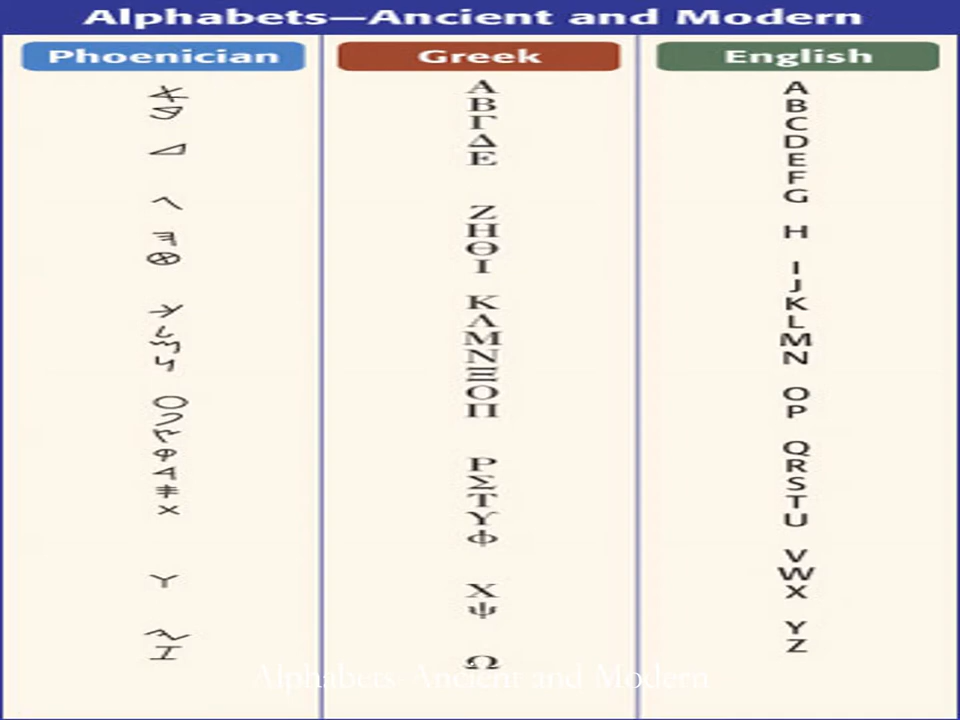 Alphabets—Ancient and Modern
Phoenician
Greek
Α
Β
Γ
Δ
Ε
Ζ
Η
Θ
Ι
Κ
Λ
Μ
Ν
Ξ
Ο
Π
Ρ
Σ
Τ
Υ
Φ
Χ
Ψ
Ω
English
A
B
C
D
E
F
G
H
I
J
K
L
M
N
O
P
Q
R
S
T
U
V
W
X
Y
Z
Alphabets Ancient and Modern